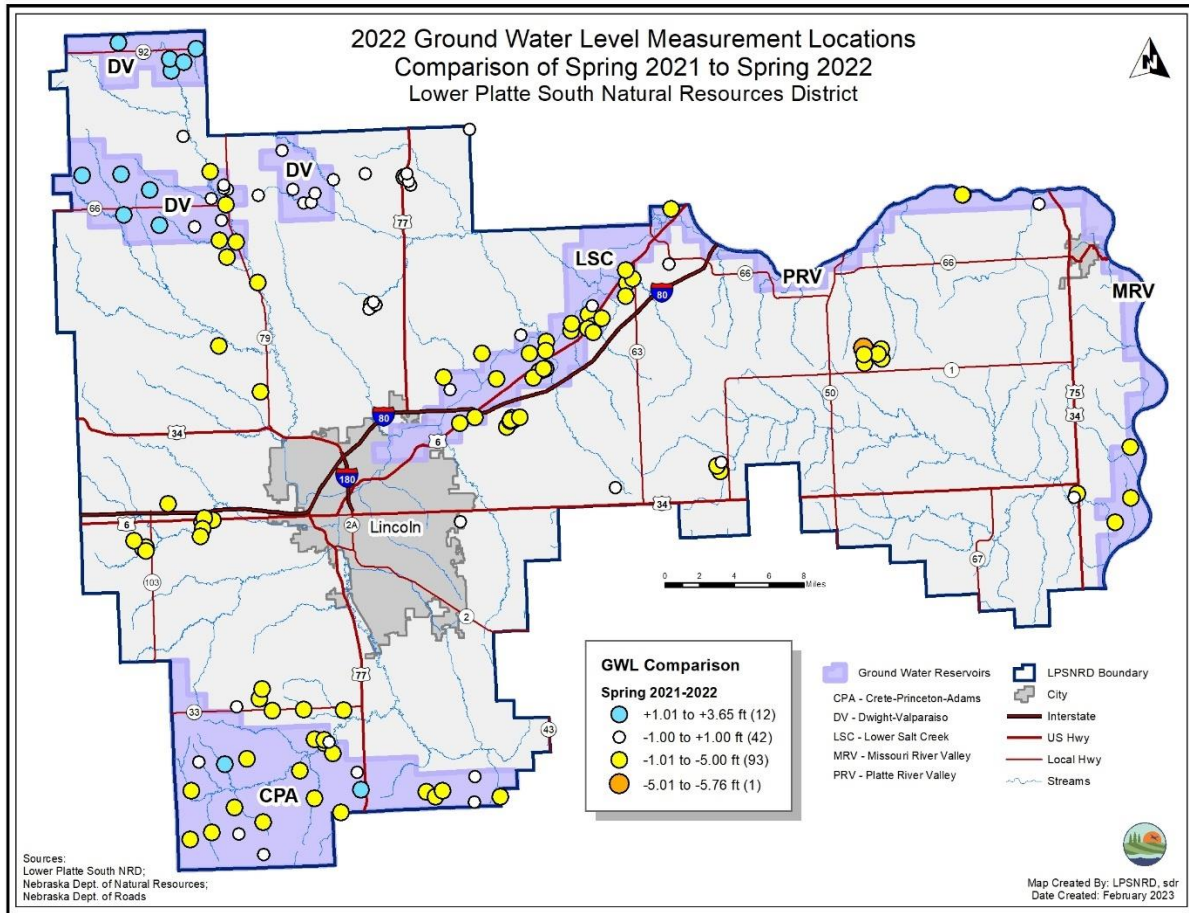 2022 Ground Water Level Measurement Locations
Comparison of Spring 2021 to Spring 2022
Lower Platte South Natural Resources District
N
92
DV
DV
DV
66
77
79
LSC
80
66
PRV
66
MRV
63
50
1
75
34
34
80
6
180
6
2A
Lincoln
34
103
2
67
0 2 4 6 8
Miles
77
33
43
CPA
GWL Comparison
Spring 2021-2022
+1.01 to +3.65 ft (12)
-1.00 to +1.00 ft (42)
-1.01 to -5.00 ft (93)
-5.01 to -5.76 ft (1)
Ground Water Reservoirs
CPA - Crete-Princeton-Adams
DV - Dwight-Valparaiso
LSC - Lower Salt Creek
MRV - Missouri River Valley
PRV - Platte River Valley
LPSNRD Boundary
City
Interstate
US Hwy
Local Hwy
Streams
Sources:
Lower Platte South NRD;
Nebraska Dept. of Natural Resources;
Nebraska Dept. of Roads
Map Created By: LPSNRD, sdr
Date Created: February 2023